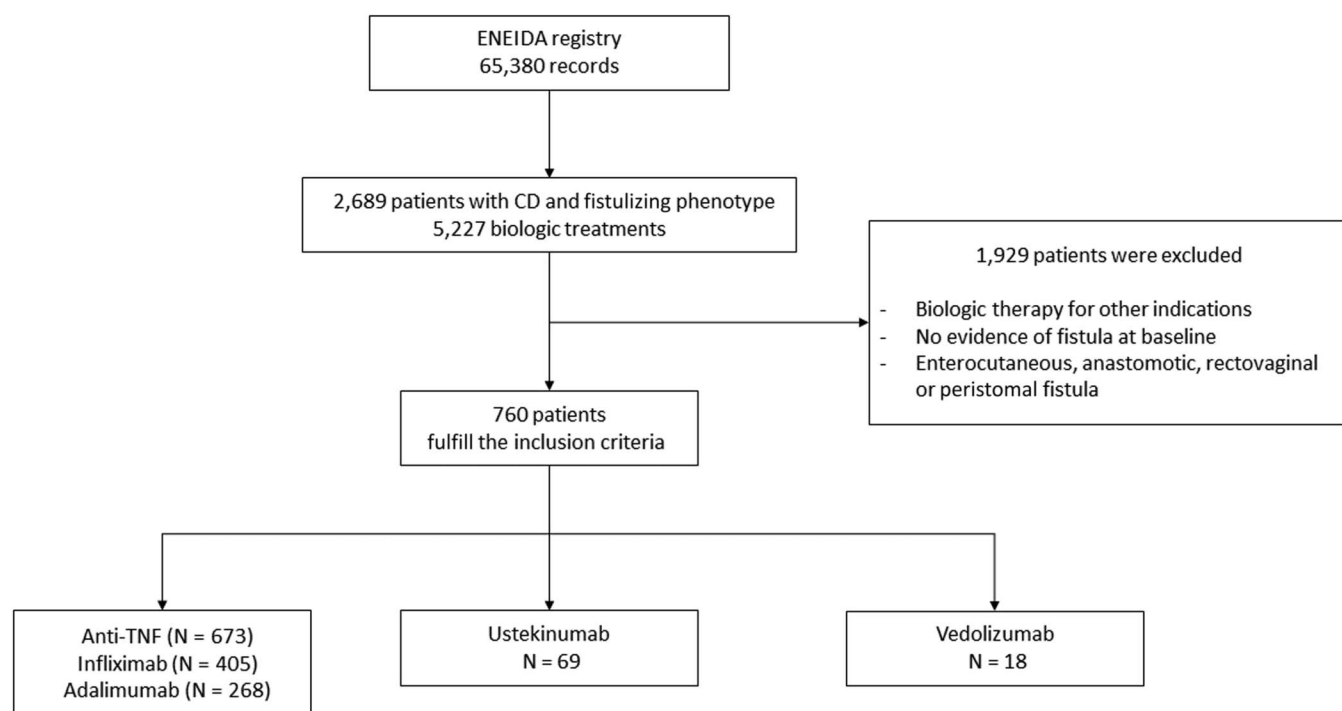 ENEIDA registry
65,380 records
2,689 patients with CD and fistulizing phenotype
5,227 biologic treatments
1,929 patients were excluded
- Biologic therapy for other indications
- No evidence of fistula at baseline
- Enterocutaneous, anastomotic, rectovaginal
or peristomal fistula
760 patients
fulfill the inclusion criteria
Anti-TNF (N = 673)
Infliximab (N = 405)
Adalimumab (N = 268)
Ustekinumab
N = 69
Vedolizumab
N = 18